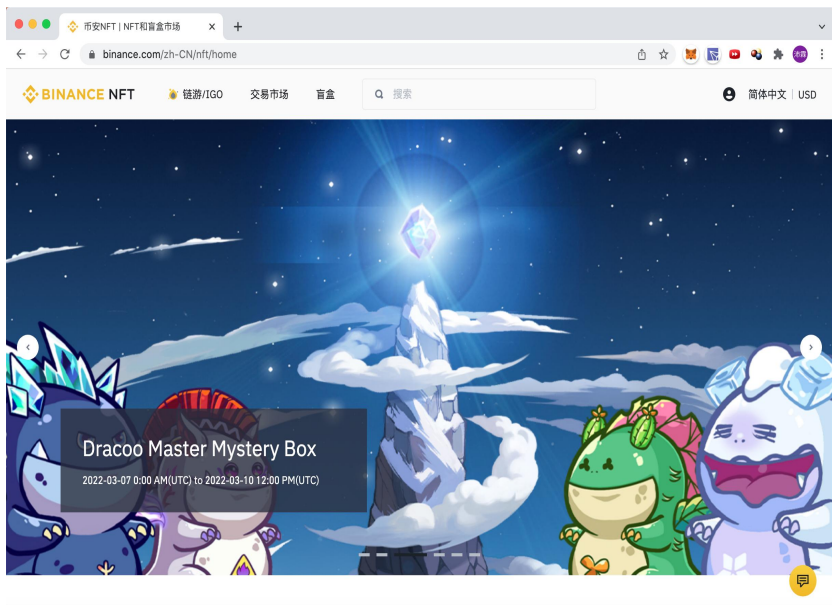 币安NFT | NFT和盲盒市场
binance.com/zh-CN/nft/home
沛霖
BINANCE NFT
链游/IGO
交易市场
盲盒
搜索
简体中文 | USD
Dracoo Master Mystery Box
2022-03-07 0:00 AM(UTC) to 2022-03-10 12:00 PM(UTC)